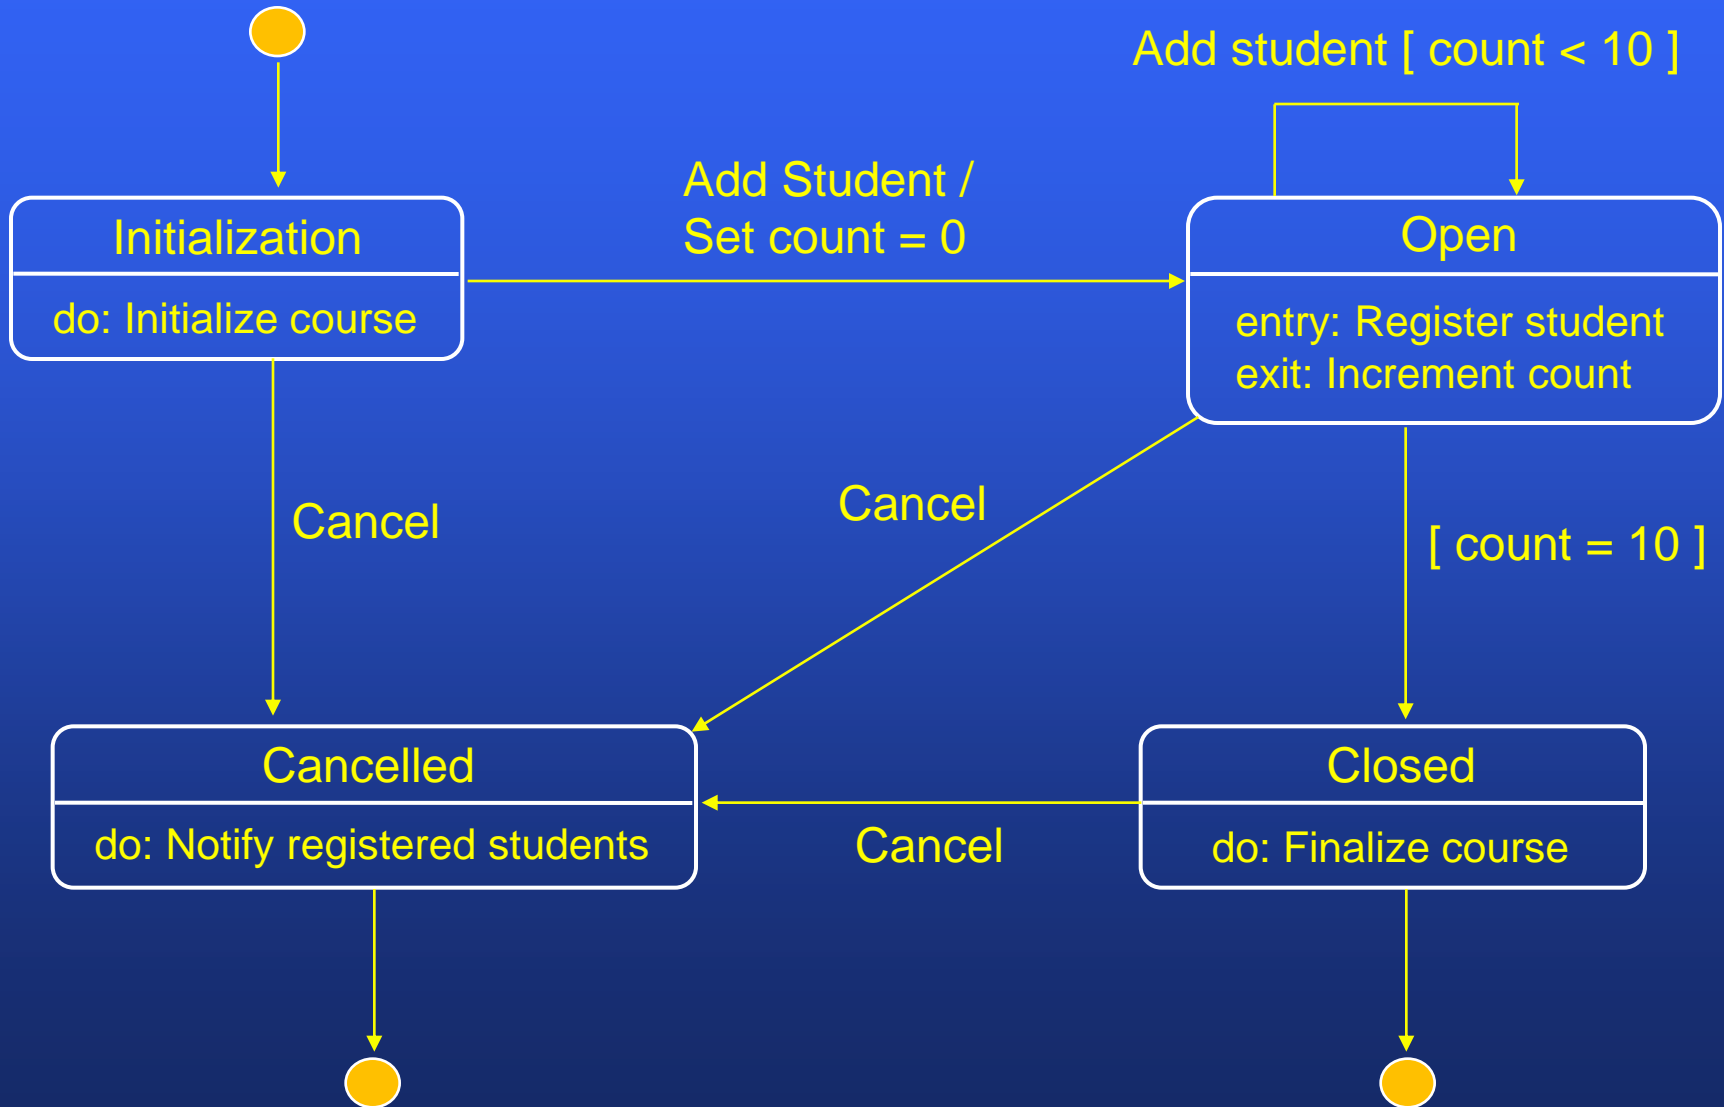 Add student [ count < 10 ]
Add Student /
Set count = 0
Initialization
do: Initialize course
Open
entry: Register student
exit: Increment count
Cancel
Cancel
[ count = 10 ]
Cancelled
do: Notify registered students
Cancel
Closed
do: Finalize course